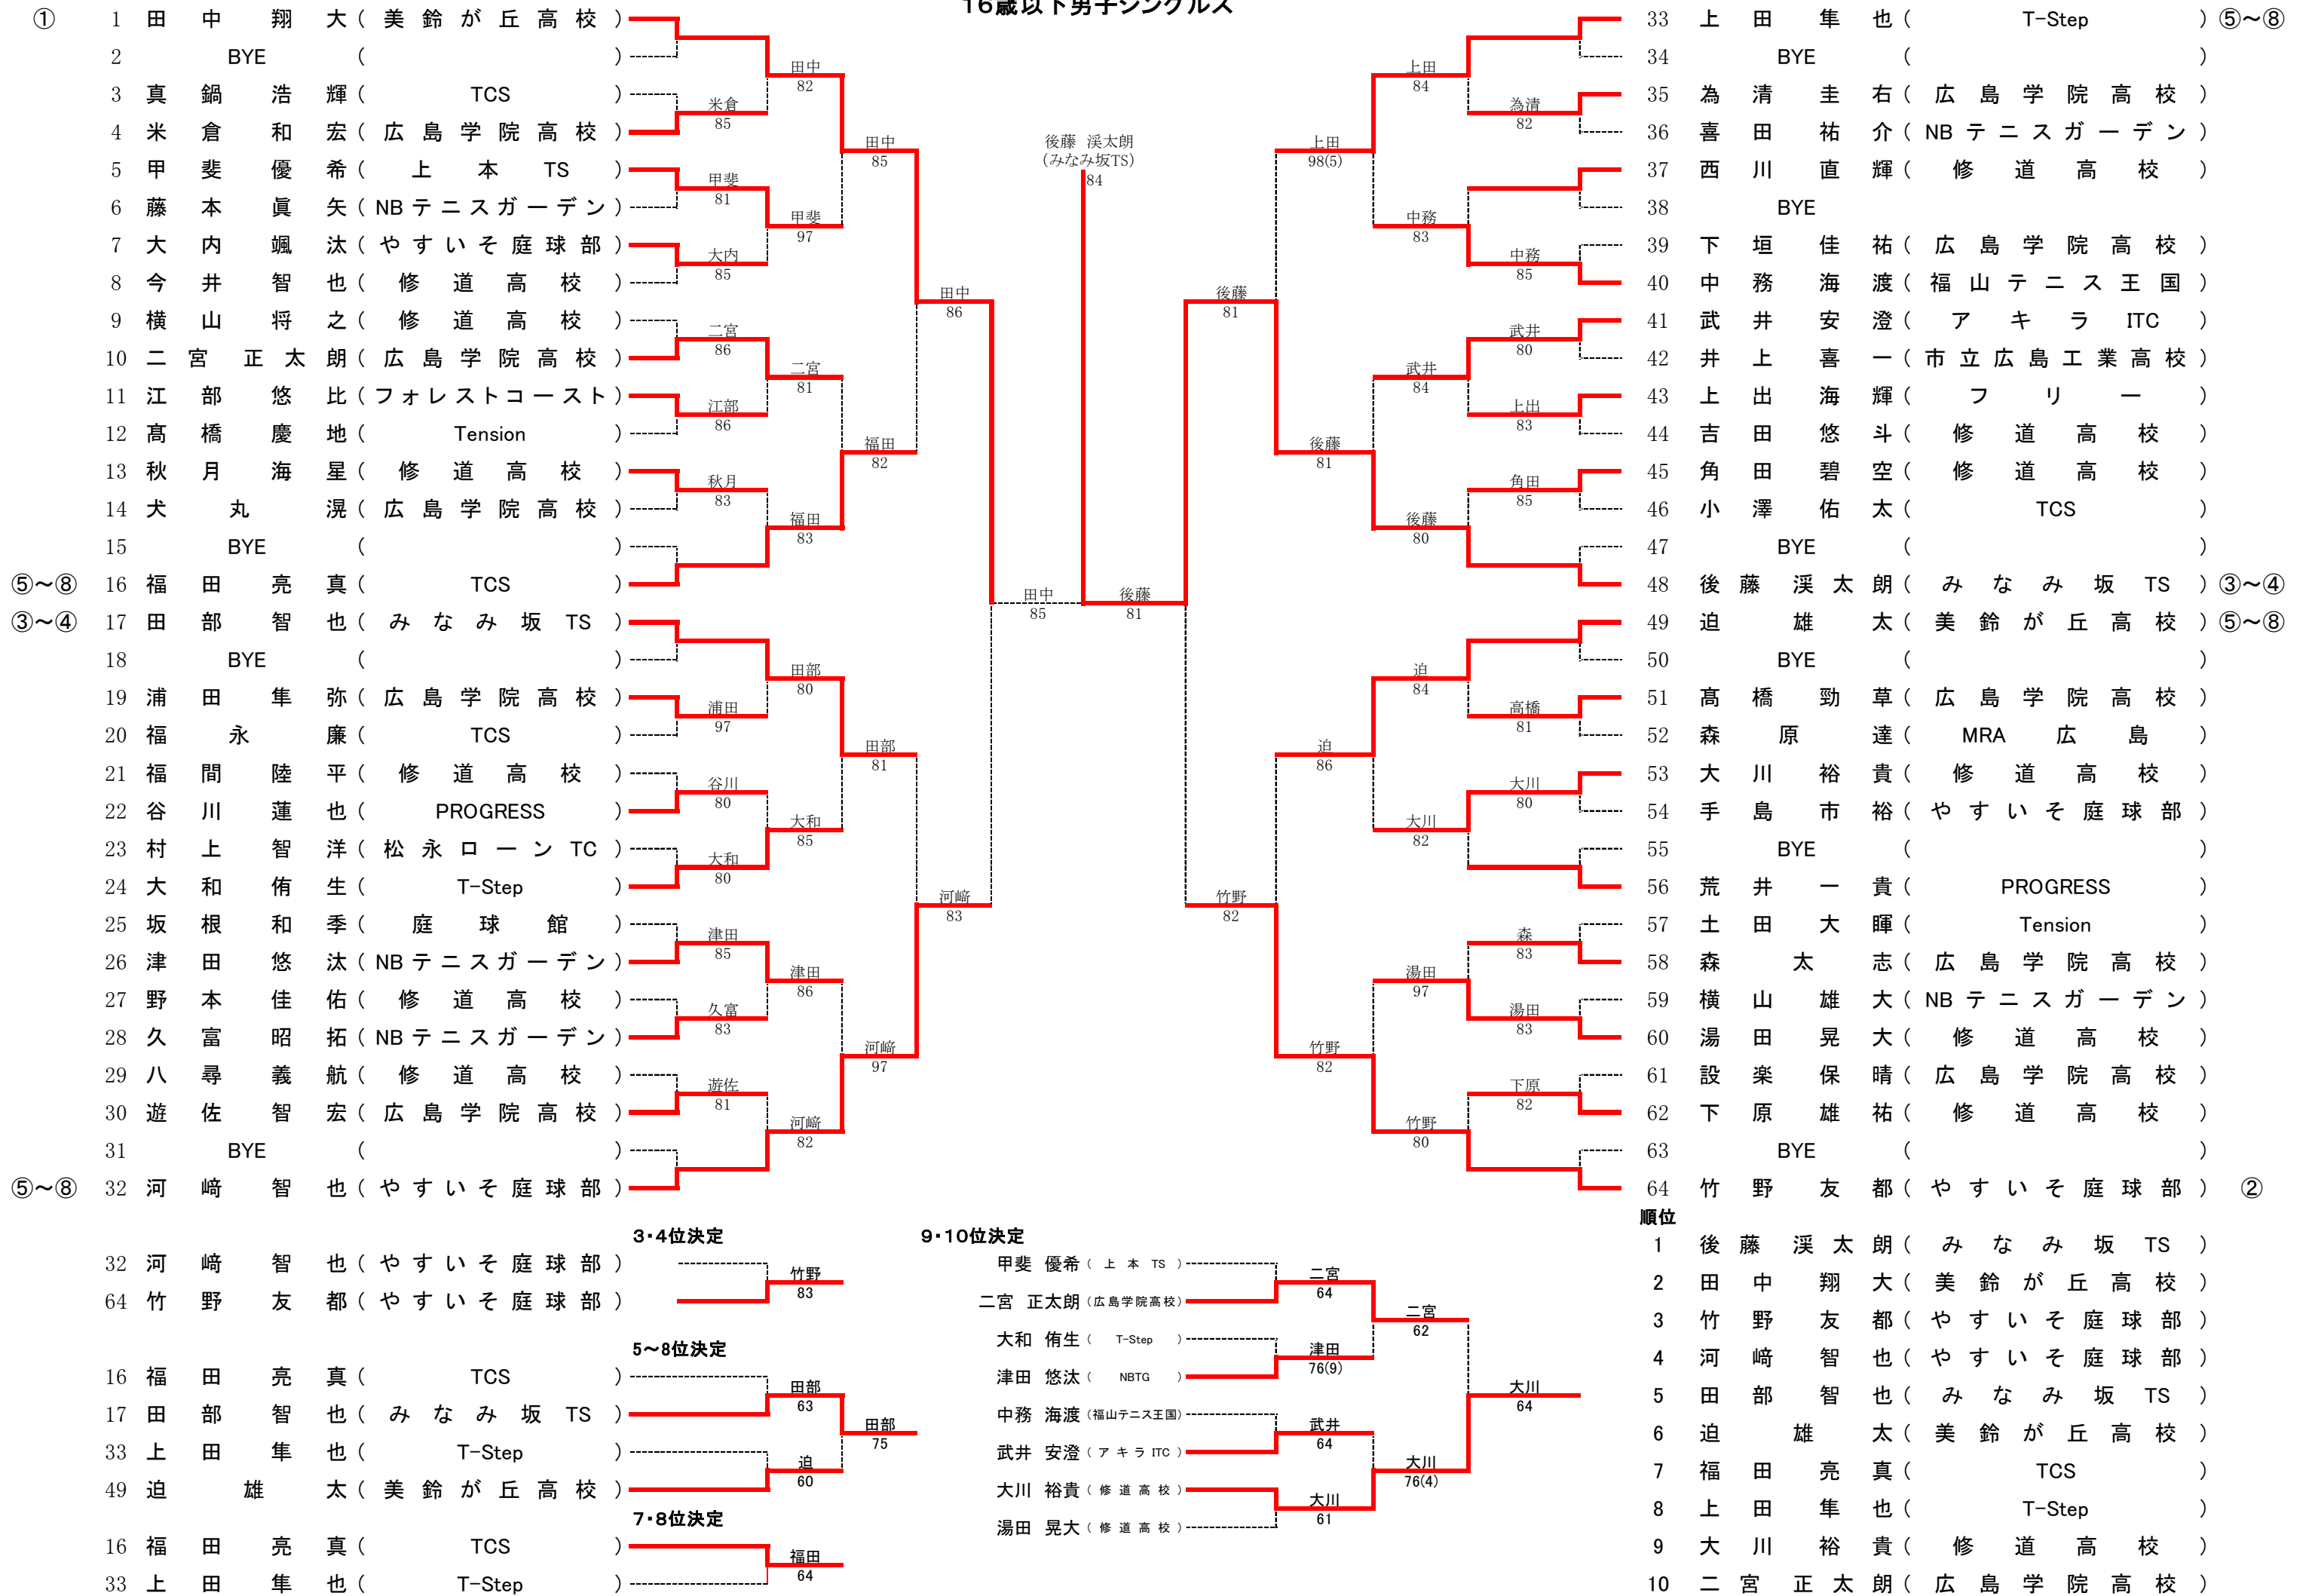 16歳以下男子シングルス
① 1 田中 翔大(美鈴が丘高校)
2 BYE ( )
3 真鍋 浩輝(TCS)
4 米倉 和宏(広島学院高校)
5 甲斐 優希(上本TS)
6 藤本 眞矢(NBテニスガーデン)
7 大内 颯汰(やすいそ庭球部)
8 今井 智也(修道高校)
9 横山 将之(修道高校)
10 二宮 正太朗(広島学院高校)
11 江部 悠比(フォレストコースト)
12 髙橋 慶地(Tension)
13 秋月 海星(修道高校)
14 犬丸 滉(広島学院高校)
15 BYE ( )
⑤~⑧ 16 福田 亮真(TCS)
③~④ 17 田部 智也(みなみ坂TS)
18 BYE ( )
19 浦田 隼弥(広島学院高校)
20 福永 廉(TCS)
21 福間 陸平(修道高校)
22 谷川 蓮也(PROGRESS)
23 村上 智洋(松永ローンTC)
24 大和 侑生(T-Step)
25 坂根 和季(庭球館)
26 津田 悠汰(NBテニスガーデン)
27 野本 佳佑(修道高校)
28 久富 昭拓(NBテニスガーデン)
29 八尋 義航(修道高校)
30 遊佐 智宏(広島学院高校)
31 BYE ( )
⑤~⑧ 32 河﨑 智也(やすいそ庭球部)
米倉
85
甲斐
81
大内
85
二宮
86
江部
86
秋月
83
浦田
97
谷川
80
大和
80
津田
85
久富
83
遊佐
81
田中
82
甲斐
97
二宮
81
福田
83
田部
80
大和
85
津田
86
河﨑
82
田中
85
福田
82
田部
81
河﨑
97
田中
86
河﨑
83
田中
85
後藤 渓太朗
(みなみ坂TS)
84
後藤
81
後藤
81
竹野
82
上田
98(5)
後藤
81
迫
86
竹野
82
上田
84
中務
83
武井
84
後藤
80
迫
84
大川
82
湯田
97
竹野
80
為清
82
中務
85
武井
80
上出
83
角田
85
高橋
81
大川
80
森
83
湯田
83
下原
82
33 上田 隼也(T-Step) ⑤~⑧
34 BYE ( )
35 為清 圭右(広島学院高校)
36 喜田 祐介(NBテニスガーデン)
37 西川 直輝(修道高校)
38 BYE
39 下垣 佳祐(広島学院高校)
40 中務 海渡(福山テニス王国)
41 武井 安澄(アキラITC)
42 井上 喜一(市立広島工業高校)
43 上出 海輝(フリー)
44 吉田 悠斗(修道高校)
45 角田 碧空(修道高校)
46 小澤 佑太(TCS)
47 BYE ( )
48 後藤 渓太朗(みなみ坂TS) ③~④
49 迫 雄太(美鈴が丘高校) ⑤~⑧
50 BYE ( )
51 髙橋 勁草(広島学院高校)
52 森原 達(MRA広島)
53 大川 裕貴(修道高校)
54 手島 市裕(やすいそ庭球部)
55 BYE ( )
56 荒井 一貴(PROGRESS)
57 土田 大暉(Tension)
58 森 太志(広島学院高校)
59 横山 雄大(NBテニスガーデン)
60 湯田 晃大(修道高校)
61 設楽 保晴(広島学院高校)
62 下原 雄祐(修道高校)
63 BYE ( )
64 竹野 友都(やすいそ庭球部) ②
3・4位決定
32 河﨑 智也(やすいそ庭球部)
64 竹野 友都(やすいそ庭球部)
竹野
83
5~8位決定
16 福田 亮真(TCS)
17 田部 智也(みなみ坂TS)
33 上田 隼也(T-Step)
49 迫 雄太(美鈴が丘高校)
田部
63
迫
60
田部
75
7・8位決定
16 福田 亮真(TCS)
33 上田 隼也(T-Step)
福田
64
9・10位決定
甲斐 優希(上本TS)
二宮 正太朗(広島学院高校)
大和 侑生(T-Step)
津田 悠汰(NBTG)
中務 海渡(福山テニス王国)
武井 安澄(アキラITC)
大川 裕貴(修道高校)
湯田 晃大(修道高校)
二宮
64
津田
76(9)
武井
64
大川
61
二宮
62
大川
76(4)
大川
64
順位
1 後藤 渓太朗(みなみ坂TS)
2 田中 翔大(美鈴が丘高校)
3 竹野 友都(やすいそ庭球部)
4 河﨑 智也(やすいそ庭球部)
5 田部 智也(みなみ坂TS)
6 迫 雄太(美鈴が丘高校)
7 福田 亮真(TCS)
8 上田 隼也(T-Step)
9 大川 裕貴(修道高校)
10 二宮 正太朗(広島学院高校)